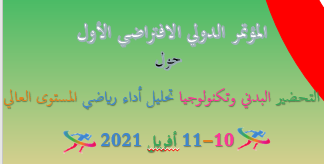 المؤتمر الدولي الافتراضي الأول
حول
التحضير البدني وتكنولوجيا تحليل أداء رياضي المستوى العالي
10-11 أفريل 2021